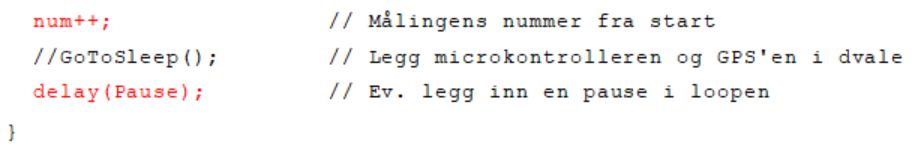 num++;                  // Målingens nummer fra start
//GoToSleep();          // Legg microkontrolleren og GPS'en i dvale
delay(Pause);           // Ev. legg inn en pause i loopen
}